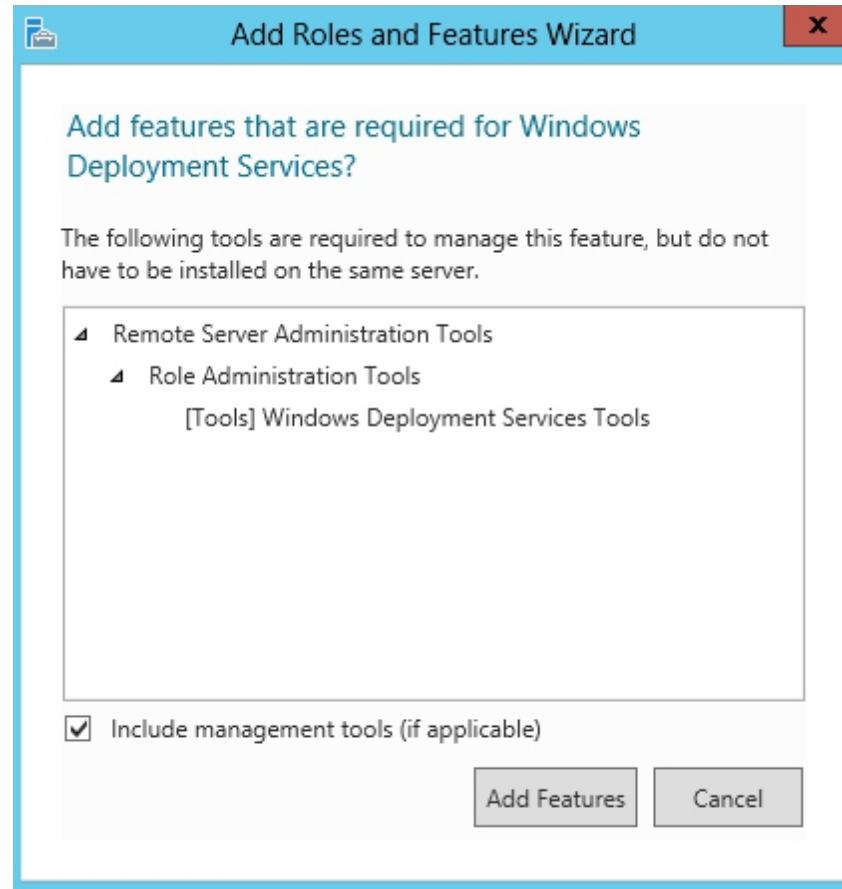 Add Roles and Features Wizard
x
Add features that are required for Windows
Deployment Services?
The following tools are required to manage this feature, but do not
have to be installed on the same server.
Remote Server Administration Tools
Role Administration Tools
[Tools] Windows Deployment Services Tools
Include management tools (if applicable)
Add Features
Cancel